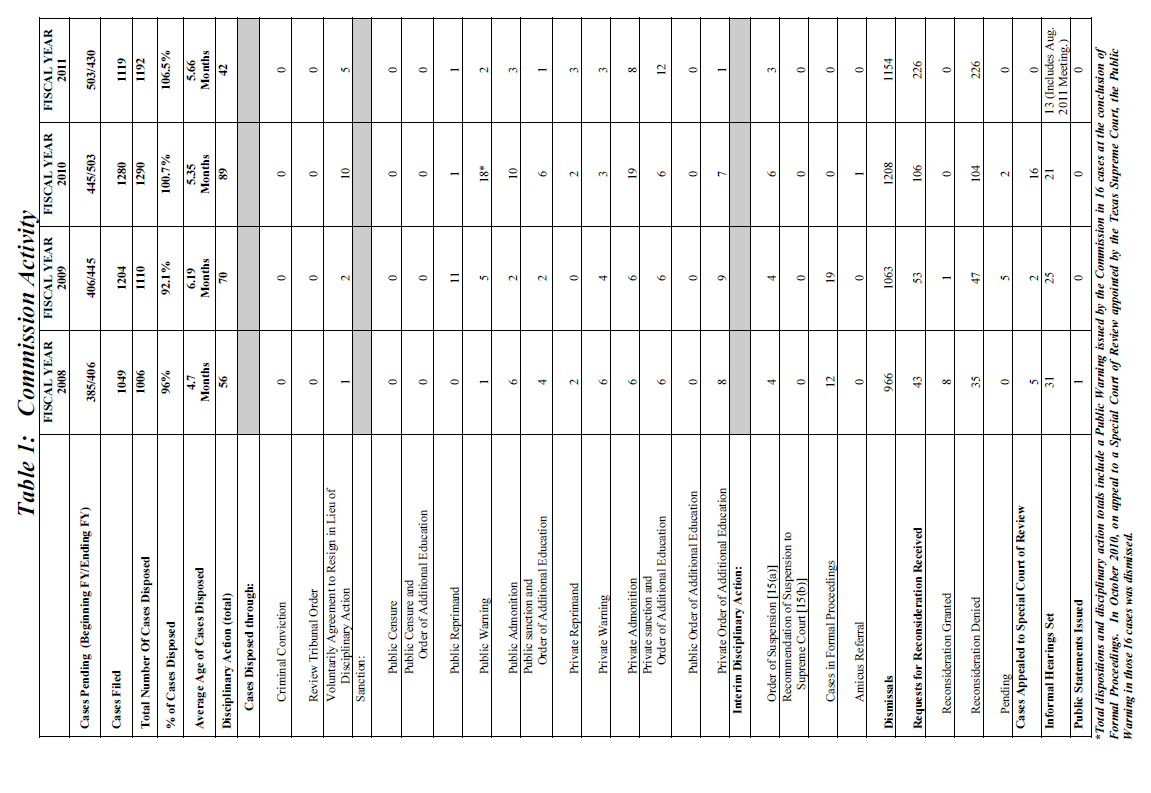 Table 1: Commission Activity
FISCAL YEAR 2008 FISCAL YEAR 2009 FISCAL YEAR 2010 FISCAL YEAR 2011
Cases Pending (Beginning FY/Ending FY) 385/406 406/445 445/503 503/430
Cases Filed 1049 1204 1280 1119
Total Number Of Cases Disposed 1006 1110 1290 1192
% of Cases Disposed 96% 92.1% 100.7% 106.5%
Average Age of Cases Disposed 4.7 Months 6.19 Months 5.35 Months 5.66 Months
Disciplinary Action (total) 56 70 89 42
Cases Disposed through:
Criminal Conviction 0 0 0 0
Review Tribunal Order 0 0 0 0
Voluntarily Agreement to Resign in Lieu of
Disciplinary Action 1 2 10 5
Sanction:
Public Censure 0 0 0 0
Public Censure and
Order of Additional Education 0 0 0 0
Public Reprimand 0 11 1 1
Public Warning 1 5 18* 2
Public Admonition 6 2 10 3
Public sanction and
Order of Additional Education 4 2 6 1
Private Reprimand 2 0 2 3
Private Warning 6 4 3 3
Private Admonition 6 6 19 8
Private sanction and
Order of Additional Education 6 6 6 12
Public Order of Additional Education 0 0 0 0
Private Order of Additional Education 8 9 7 1
Interim Disciplinary Action:
Order of Suspension [15(a)] 4 4 6 3
Recommendation of Suspension to
Supreme Court [15(b)] 0 0 0 0
Cases in Formal Proceedings 12 19 0 0
Amicus Referral 0 0 1 0
Dismissals 966 1063 1208 1154
Requests for Reconsideration Received 43 53 106 226
Reconsideration Granted 8 1 0 0
Reconsideration Denied 35 47 104 226
Pending 0 5 2 0
Cases Appealed to Special Court of Review 5 2 16 0
Informal Hearings Set 31 25 21 13 (Includes Aug. 2011 Meeting.)
Public Statements Issued 1 0 0 0
*Total dispositions and disciplinary action totals include a Public Warning issued by the Commission in 16 cases at the conclusion of
Formal Proceedings. In October 2010, on appeal to a Special Court of Review appointed by the Texas Supreme Court, the Public
Warning in those 16 cases was dismissed.